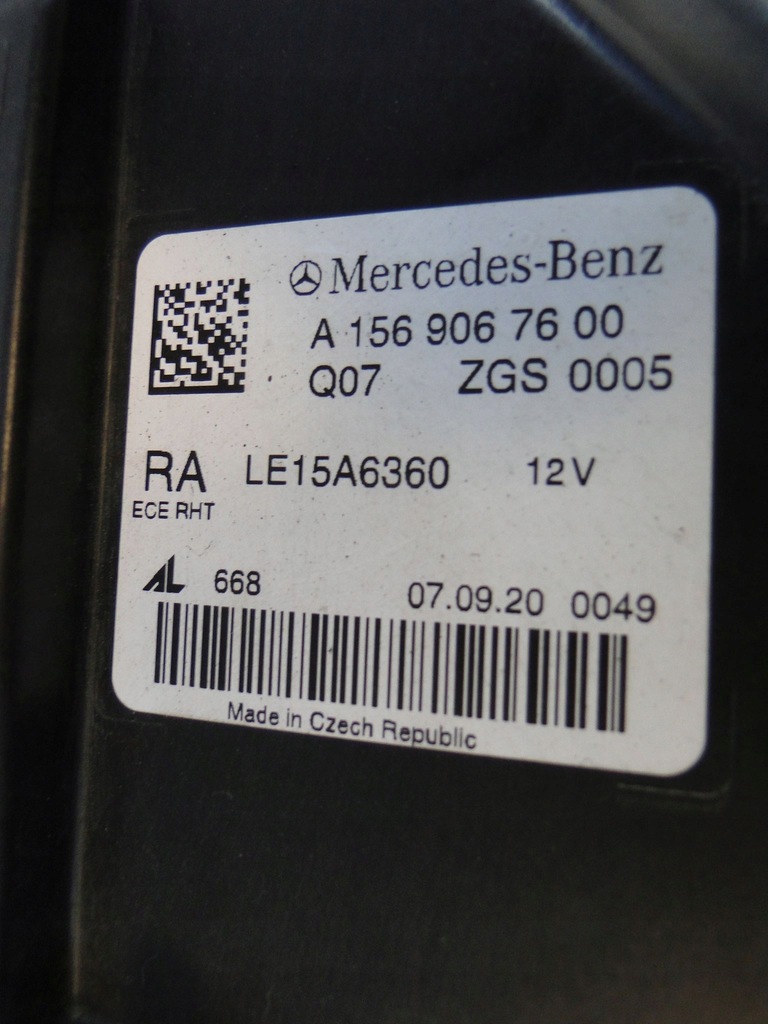 Mercedes-Benz
A 156 906 76 00
Q07 ZGS 0005
RA LE15A6360 12V
ECE RHT
AL 668 07.09.20 0049
Made in Czech Republic